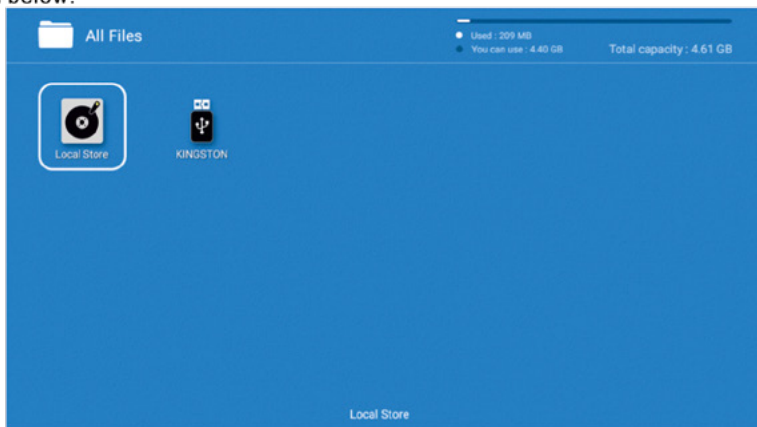 below:
All Files
Used : 209 MB
You can use : 4.40 GB
Total capacity : 4.61 GB
Local Store
KINGSTON
Local Store